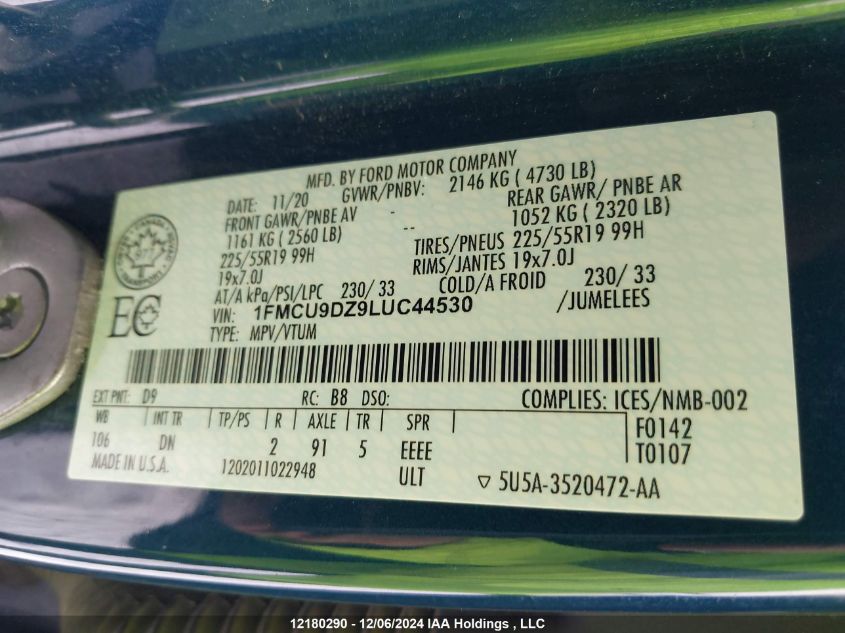 MFD. BY FORD MOTOR COMPANY
DATE: 11/20 GVWR/PNBV: 2146 KG ( 4730 LB)
FRONT GAWR/PNBE AV - REAR GAWR/ PNBE AR
1161 KG ( 2560 LB) -- 1052 KG ( 2320 LB)
225/55R19 99H TIRES/PNEUS 225/55R19 99H
19x7.0J RIMS/JANTES 19x7.0J
AT/A kPa/PSI/LPC 230/ 33 COLD/A FROID 230/ 33
VIN: 1FMCU9DZ9LUC44530 /JUMELEES
TYPE: MPV/VTUM
EC
EXT PNT: D9 RC: B8 DSO: COMPLIES: ICES/NMB-002
WB INT TR TP/PS R AXLE TR SPR F0142
106 DN 2 91 5 EEEE T0107
MADE IN U.S.A. 1202011022948 ULT ▽ 5U5A-3520472-AA
12180290 - 12/06/2024 IAA Holdings , LLC